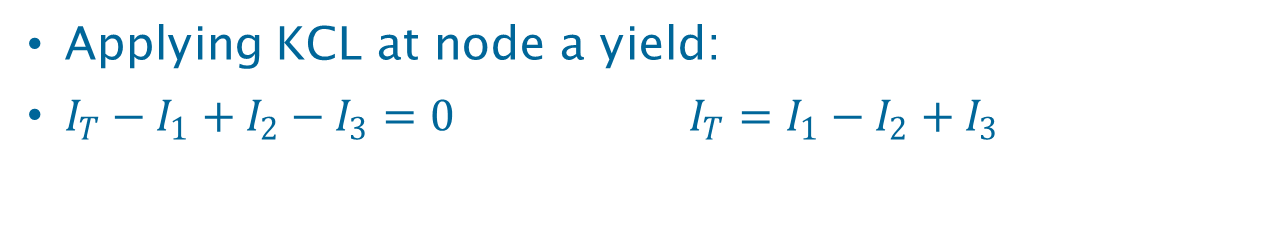 • Applying KCL at node a yield:
• I_T − I_1 + I_2 − I_3 = 0 I_T = I_1 − I_2 + I_3